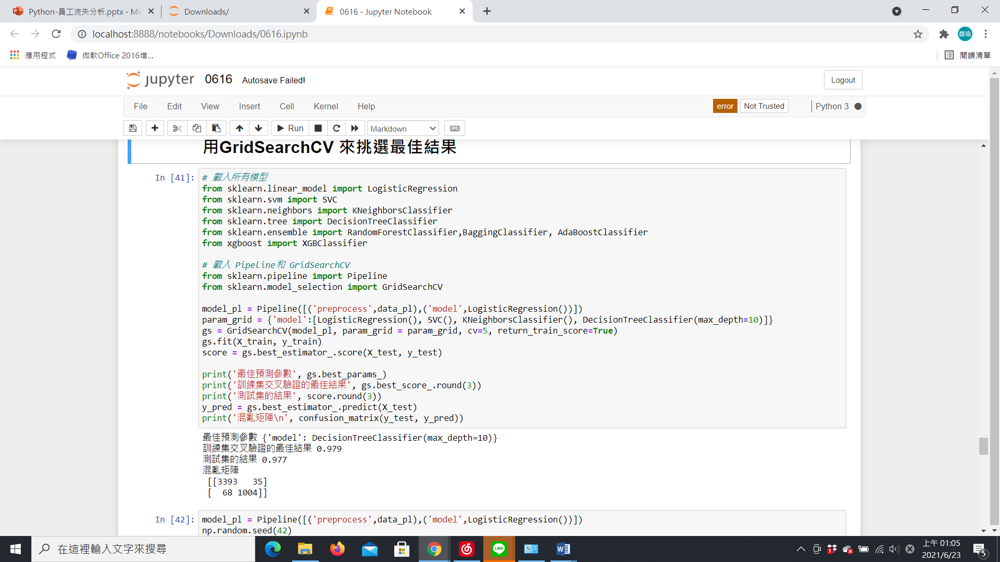 Python-員工流失分析.pptx - Mic
Downloads/
0616 - Jupyter Notebook
localhost:8888/notebooks/Downloads/0616.ipynb
馥瑜
應用程式
微軟Office 2016增...
閱讀清單
jupyter
0616
Autosave Failed!
Logout
File Edit View Insert Cell Kernel Help
error
Not Trusted
Python 3
Run
Markdown
用GridSearchCV 來挑選最佳結果
In [41]:
# 載入所有模型
from sklearn.linear_model import LogisticRegression
from sklearn.svm import SVC
from sklearn.neighbors import KNeighborsClassifier
from sklearn.tree import DecisionTreeClassifier
from sklearn.ensemble import RandomForestClassifier,BaggingClassifier, AdaBoostClassifier
from xgboost import XGBClassifier
# 載入 Pipeline和 GridSearchCV
from sklearn.pipeline import Pipeline
from sklearn.model_selection import GridSearchCV
model_pl = Pipeline([('preprocess',data_pl),('model',LogisticRegression())])
param_grid = {'model':[LogisticRegression(), SVC(), KNeighborsClassifier(), DecisionTreeClassifier(max_depth=10)]}
gs = GridSearchCV(model_pl, param_grid = param_grid, cv=5, return_train_score=True)
gs.fit(X_train, y_train)
score = gs.best_estimator_.score(X_test, y_test)
print('最佳預測參數', gs.best_params_)
print('訓練集交叉驗證的最佳結果', gs.best_score_.round(3))
print('測試集的結果', score.round(3))
y_pred = gs.best_estimator_.predict(X_test)
print('混亂矩陣\n', confusion_matrix(y_test, y_pred))
最佳預測參數 {'model': DecisionTreeClassifier(max_depth=10)}
訓練集交叉驗證的最佳結果 0.979
測試集的結果 0.977
混亂矩陣
[[3393   35]
[  68 1004]]
In [42]:
model_pl = Pipeline([('preprocess',data_pl),('model',LogisticRegression())])
np.random.seed(42)
在這裡輸入文字來搜尋
LINE
1
上午 01:05
2021/6/23
5